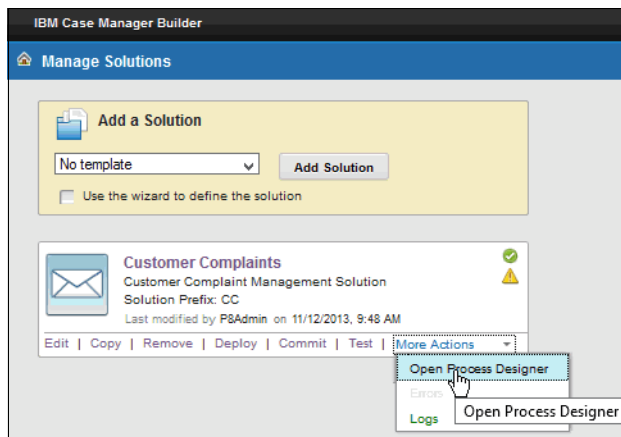 IBM Case Manager Builder
Manage Solutions
Add a Solution
No template
Add Solution
Use the wizard to define the solution
Customer Complaints
Customer Complaint Management Solution
Solution Prefix: CC
Last modified by P8Admin on 11/12/2013, 9:48 AM
Edit | Copy | Remove | Deploy | Commit | Test | More Actions
Open Process Designer
Errors
Open Process Designer
Logs